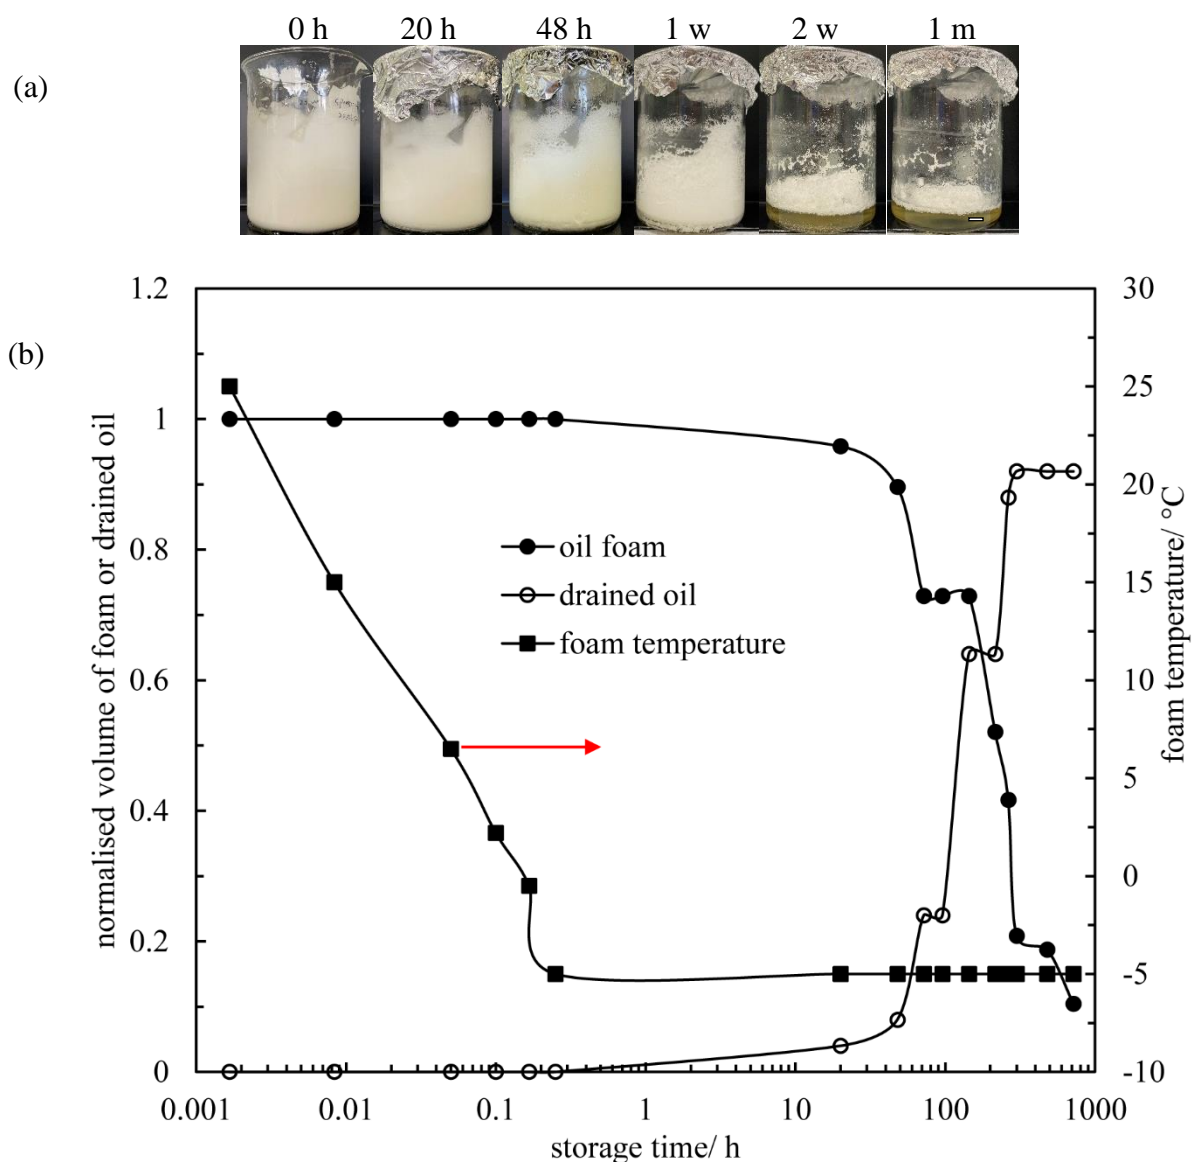 0 h 20 h 48 h 1 w 2 w 1 m
(a)
(b)
1.2
1
0.8
0.6
0.4
0.2
0
normalised volume of foam or drained oil
30
25
20
15
10
5
0
-5
-10
foam temperature/ °C
oil foam
drained oil
foam temperature
0.001 0.01 0.1 1 10 100 1000
storage time/ h